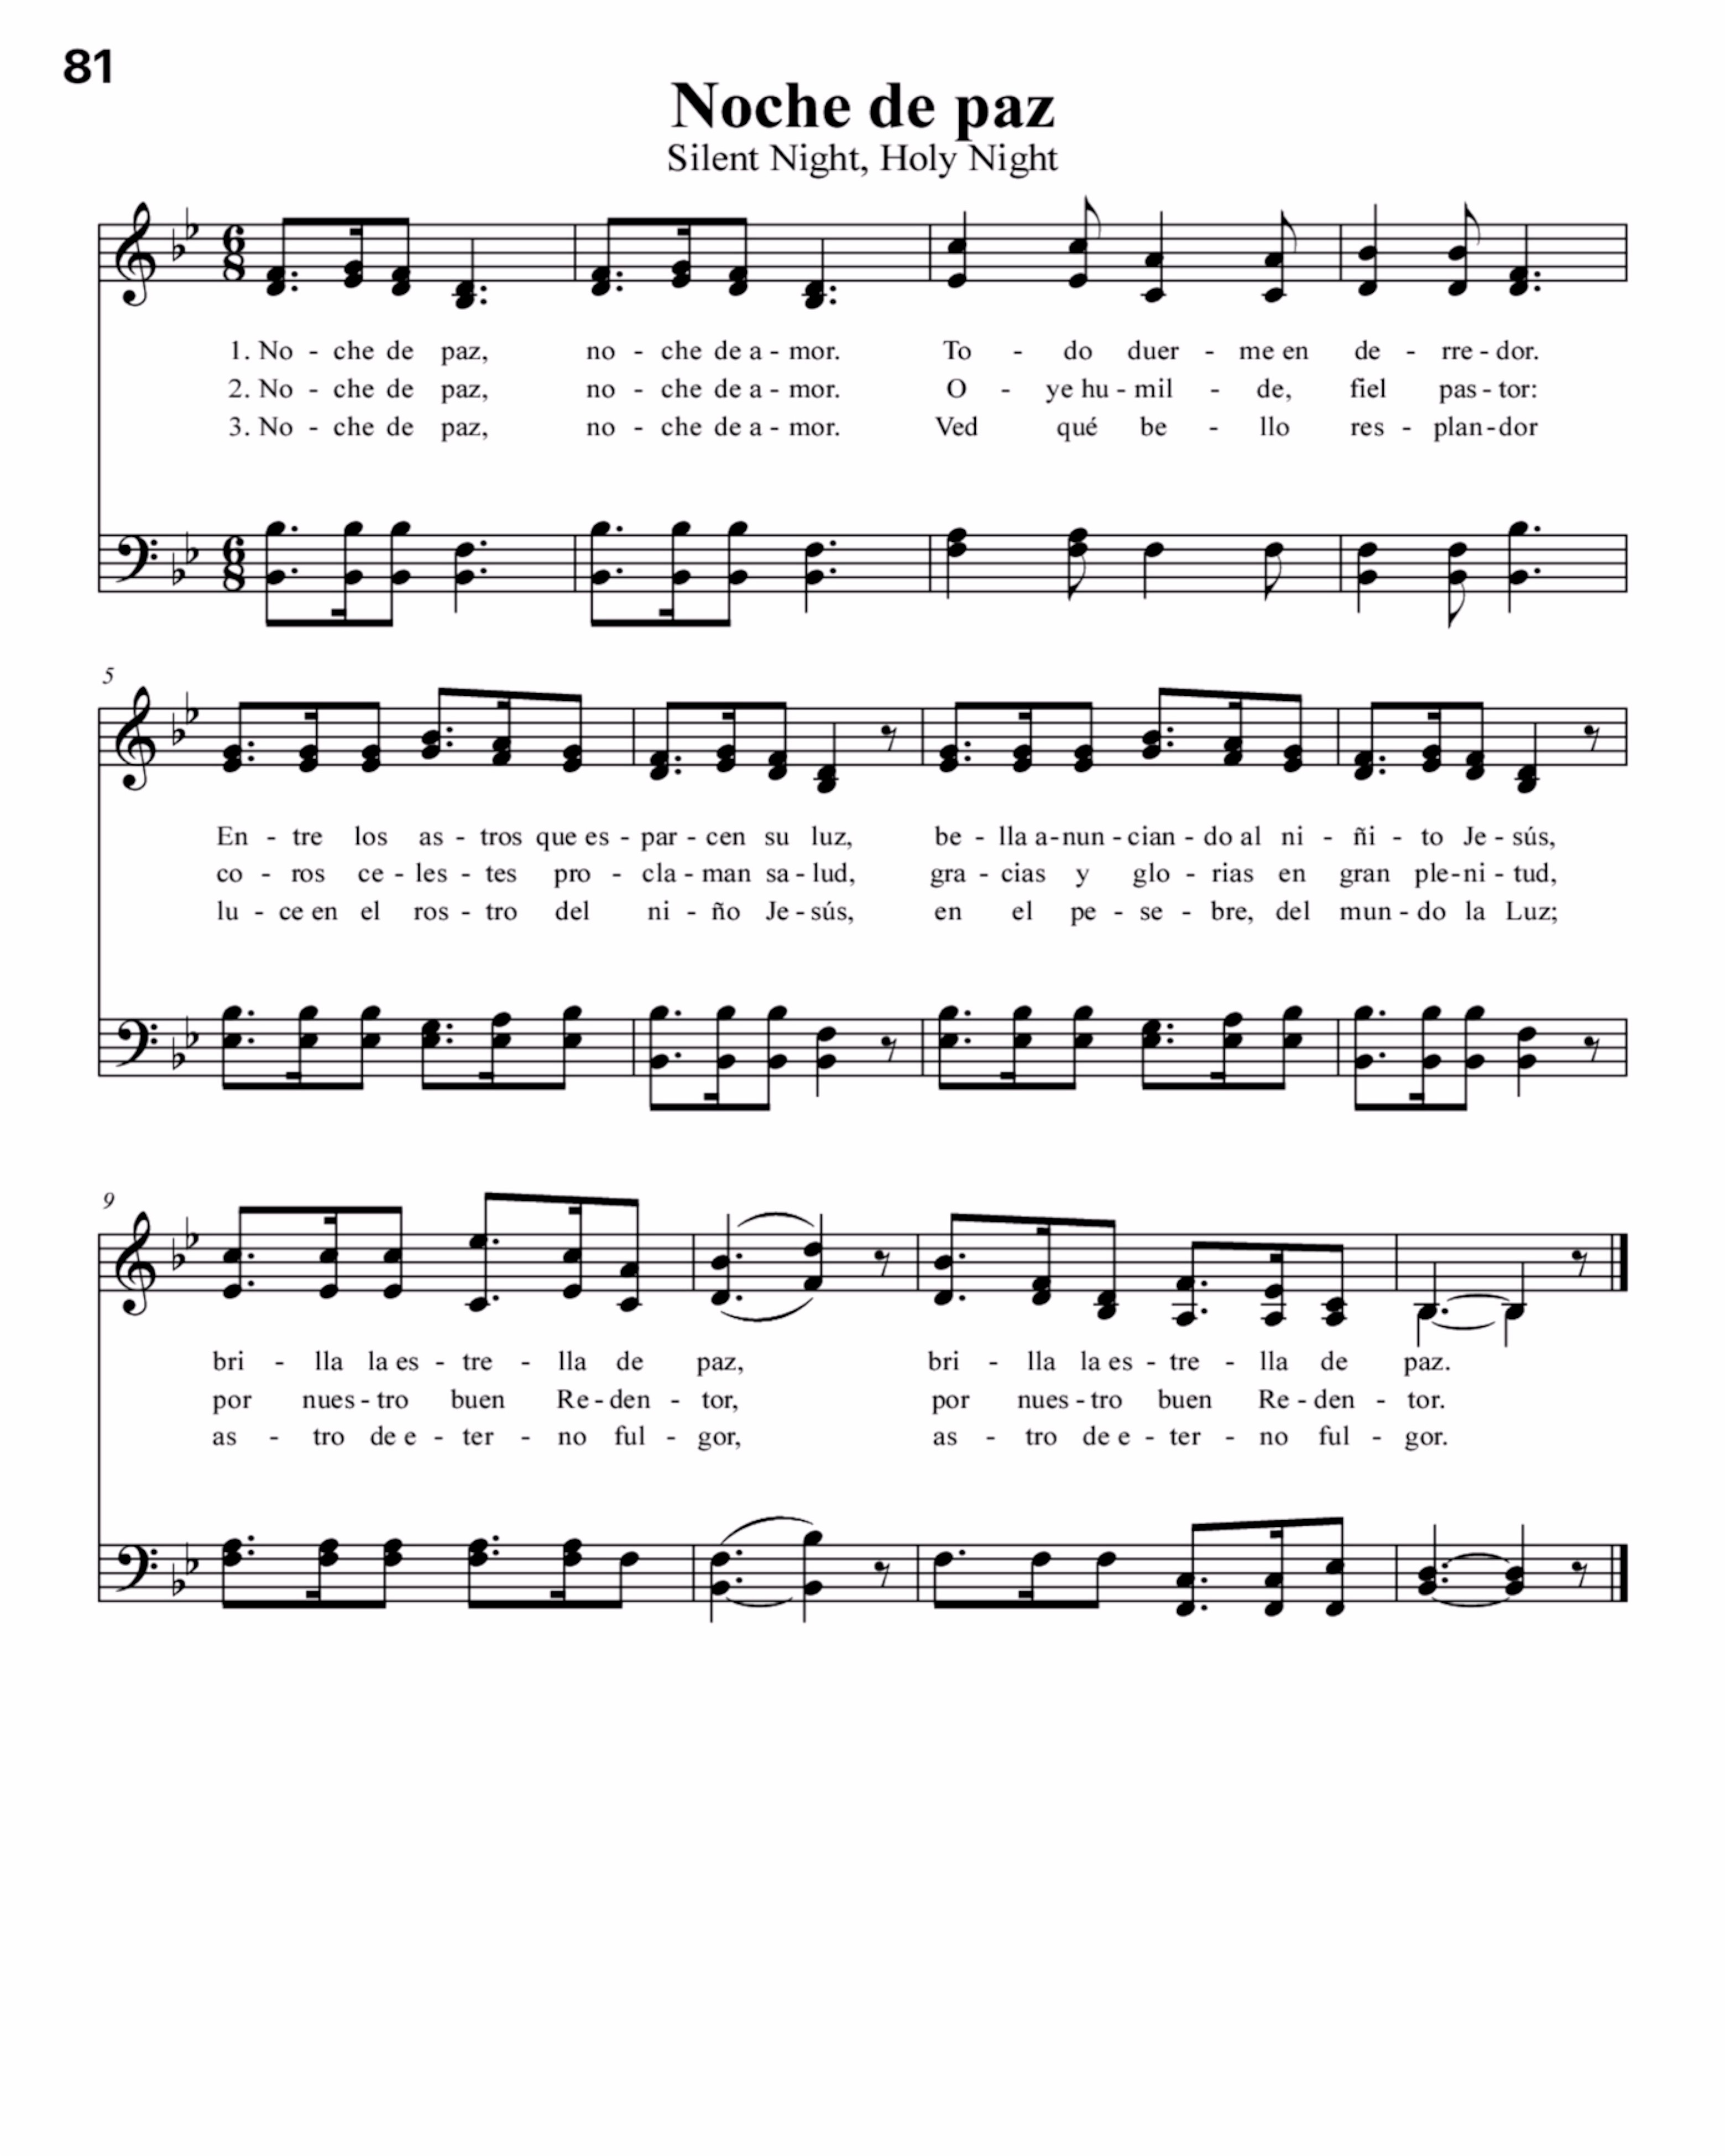 81
Noche de paz
Silent Night, Holy Night
6 8
1. No - che de paz, no - che de a - mor. To - do duer - me en de - rre - dor.
2. No - che de paz, no - che de a - mor. O - ye hu - mil - de, fiel pas - tor:
3. No - che de paz, no - che de a - mor. Ved qué be - llo res - plan - dor
6 8
5
En - tre los as - tros que es - par - cen su luz, be - lla a - nun - cian - do al ni - ñi - to Je - sús,
co - ros ce - les - tes pro - cla - man sa - lud, gra - cias y glo - rias en gran ple - ni - tud,
lu - ce en el ros - tro del ni - ño Je - sús, en el pe - se - bre, del mun - do la Luz;
9
bri - lla la es - tre - lla de paz, bri - lla la es - tre - lla de paz.
por nues - tro buen Re - den - tor, por nues - tro buen Re - den - tor.
as - tro de e - ter - no ful - gor, as - tro de e - ter - no ful - gor.